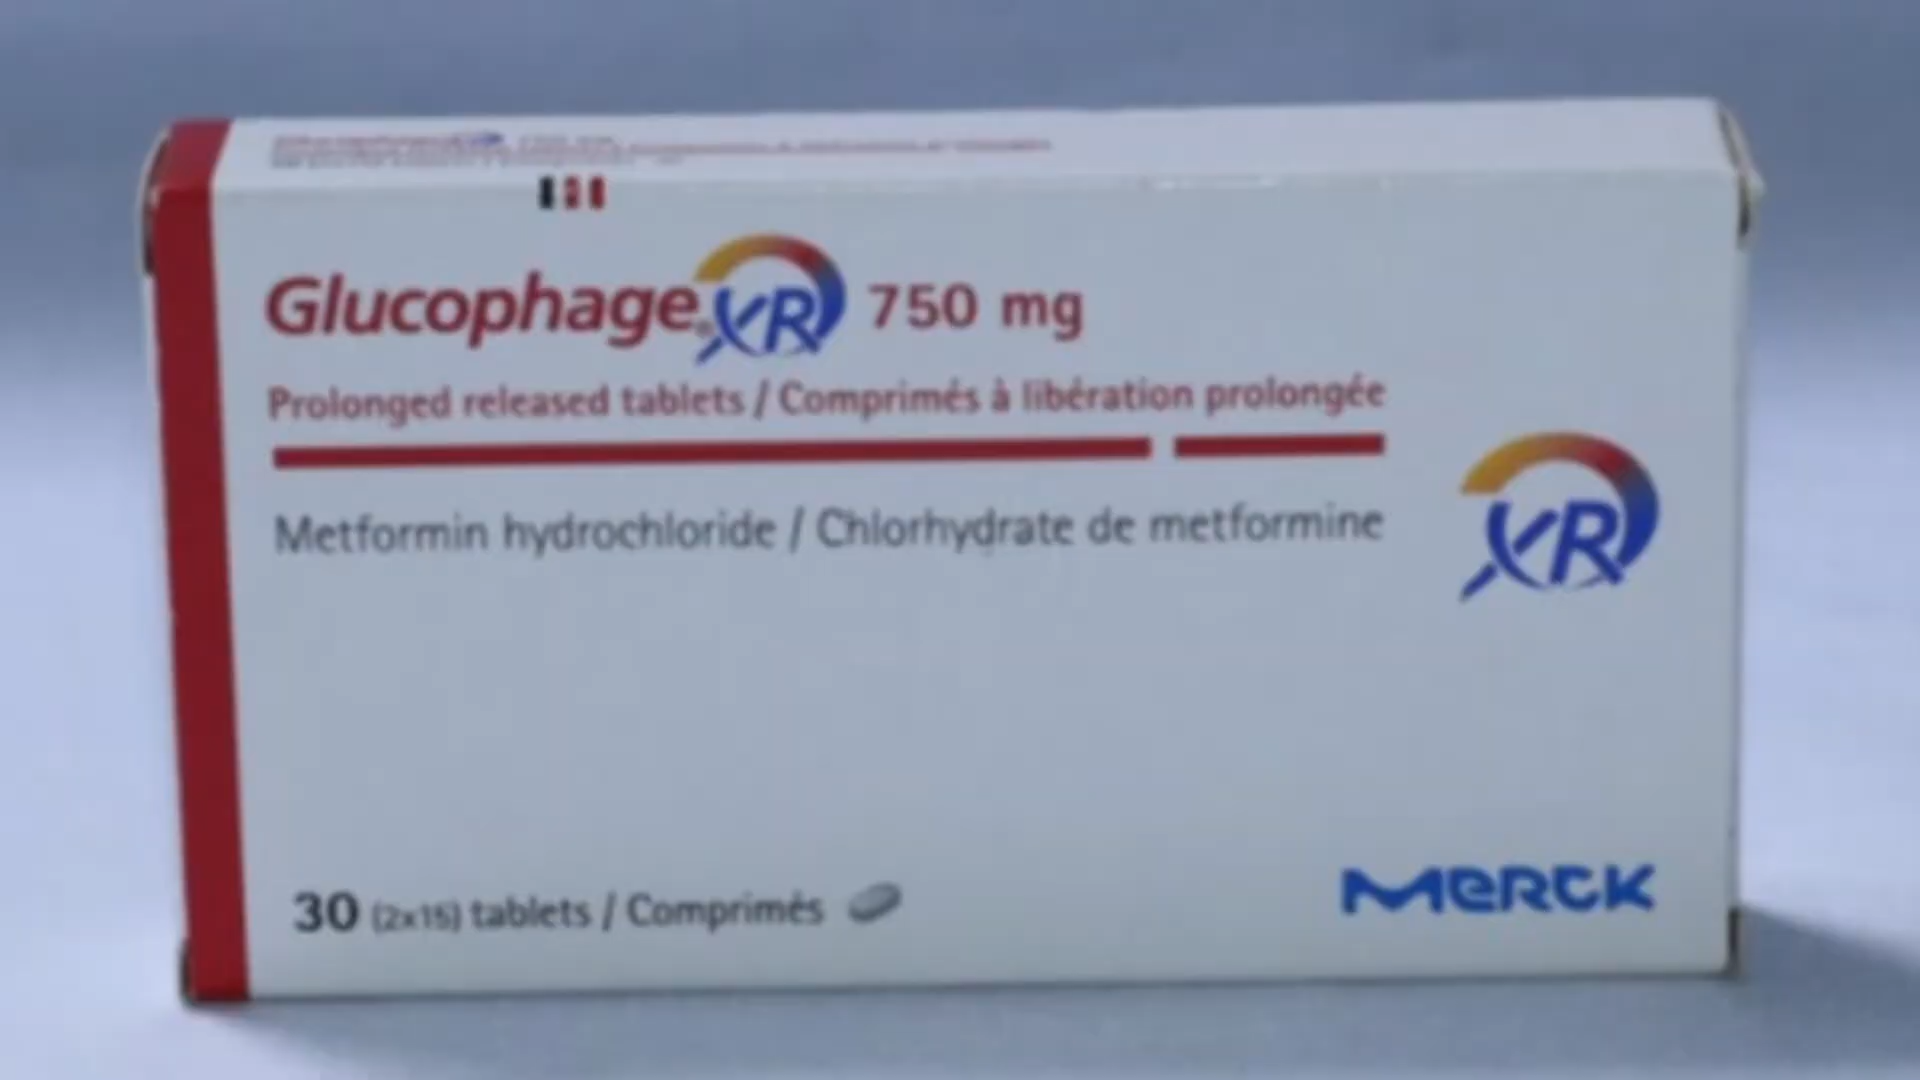 Glucophage® XR 750 mg
Prolonged released tablets / Comprimés à libération prolongée
Metformin hydrochloride / Chlorhydrate de metformine
XR
30 (2x15) tablets / Comprimés
MERCK